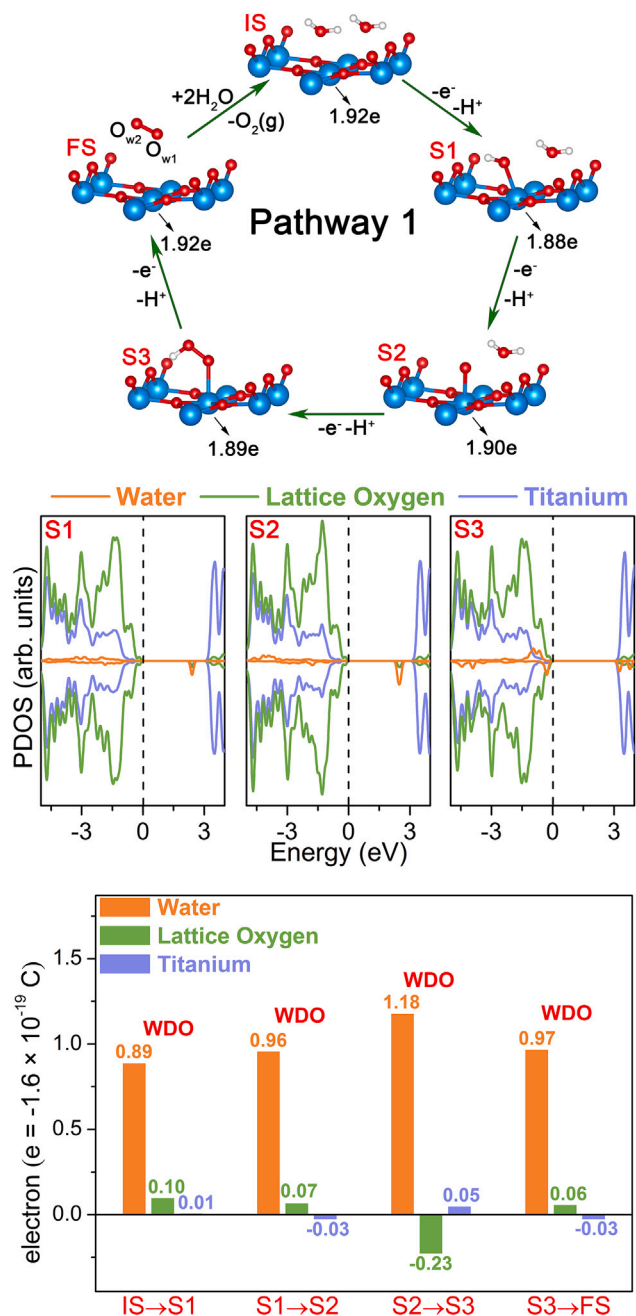 IS
+2H₂O
-O₂(g)
1.92e
-e⁻
-H⁺
FS
O_w2
O_w1
1.92e
Pathway 1
S1
1.88e
-e⁻
-H⁺
-e⁻
-H⁺
S3
1.89e
-e⁻ -H⁺
S2
1.90e
Water
Lattice Oxygen
Titanium
S1
S2
S3
PDOS (arb. units)
-3 0 3
-3 0 3
-3 0 3
Energy (eV)
Water
Lattice Oxygen
Titanium
electron (e = -1.6 × 10⁻¹⁹ C)
1.5
1.0
0.5
0.0
WDO
0.89
0.10
0.01
WDO
0.96
0.07
-0.03
WDO
1.18
-0.23
0.05
WDO
0.97
0.06
-0.03
IS→S1
S1→S2
S2→S3
S3→FS